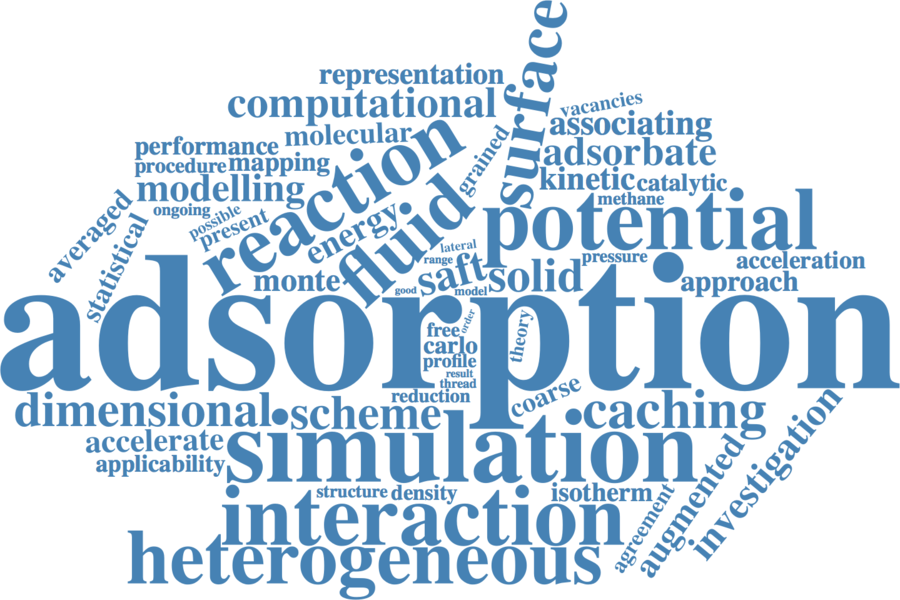 surface
representation
computational
vacancies
associating
molecular
reaction
grained
performance
adsorbate
procedure
mapping
kinetic
catalytic
modelling
methane
fluid
potential
averaged
ongoing
possible
present
energy
statistical
lateral
range
pressure
acceleration
monte
saft
solid
approach
good
model
adsorption
order
free
theory
carlo
profile
result
thread
reduction
coarse
dimensional
scheme
caching
investigation
accelerate
simulation
applicability
augmented
structure
density
isotherm
interaction
agreement
heterogeneous